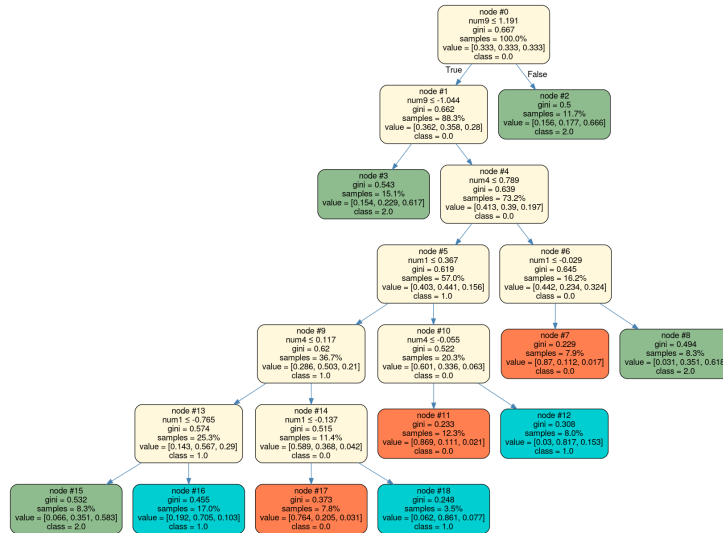 node #0
num9 ≤ 1.191
gini = 0.667
samples = 100.0%
value = [0.333, 0.333, 0.333]
class = 0.0
True
False
node #1
num9 ≤ -1.044
gini = 0.662
samples = 88.3%
value = [0.362, 0.358, 0.28]
class = 0.0
node #2
gini = 0.5
samples = 11.7%
value = [0.156, 0.177, 0.666]
class = 2.0
node #3
gini = 0.543
samples = 15.1%
value = [0.154, 0.229, 0.617]
class = 2.0
node #4
num4 ≤ 0.789
gini = 0.639
samples = 73.2%
value = [0.413, 0.39, 0.197]
class = 0.0
node #5
num1 ≤ 0.367
gini = 0.619
samples = 57.0%
value = [0.403, 0.441, 0.156]
class = 1.0
node #6
num1 ≤ -0.029
gini = 0.645
samples = 16.2%
value = [0.442, 0.234, 0.324]
class = 0.0
node #9
num4 ≤ 0.117
gini = 0.62
samples = 36.7%
value = [0.286, 0.503, 0.21]
class = 1.0
node #10
num4 ≤ -0.055
gini = 0.522
samples = 20.3%
value = [0.601, 0.336, 0.063]
class = 0.0
node #7
gini = 0.229
samples = 7.9%
value = [0.87, 0.112, 0.017]
class = 0.0
node #8
gini = 0.494
samples = 8.3%
value = [0.031, 0.351, 0.618]
class = 2.0
node #13
num1 ≤ -0.765
gini = 0.574
samples = 25.3%
value = [0.143, 0.567, 0.29]
class = 1.0
node #14
num1 ≤ -0.137
gini = 0.515
samples = 11.4%
value = [0.589, 0.368, 0.042]
class = 0.0
node #11
gini = 0.233
samples = 12.3%
value = [0.869, 0.111, 0.021]
class = 0.0
node #12
gini = 0.308
samples = 8.0%
value = [0.03, 0.817, 0.153]
class = 1.0
node #15
gini = 0.532
samples = 8.3%
value = [0.066, 0.351, 0.583]
class = 2.0
node #16
gini = 0.455
samples = 17.0%
value = [0.192, 0.705, 0.103]
class = 1.0
node #17
gini = 0.373
samples = 7.8%
value = [0.764, 0.205, 0.031]
class = 0.0
node #18
gini = 0.248
samples = 3.5%
value = [0.062, 0.861, 0.077]
class = 1.0